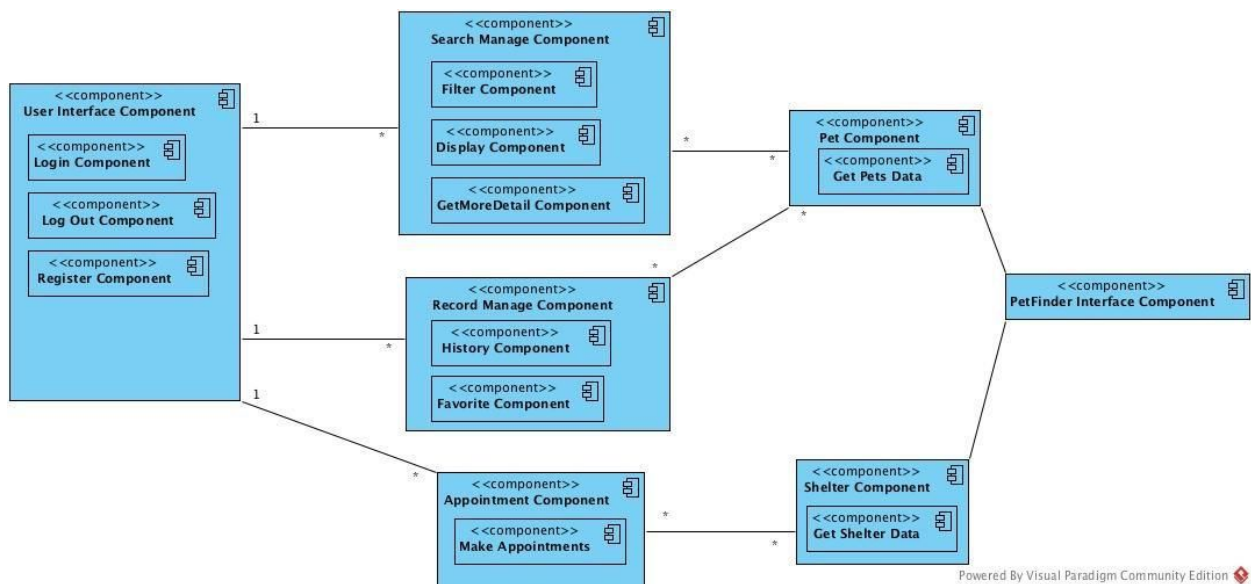 <<component>>
User Interface Component
<<component>>
Login Component
<<component>>
Log Out Component
<<component>>
Register Component
1
*
1
*
1
*
<<component>>
Search Manage Component
<<component>>
Filter Component
<<component>>
Display Component
<<component>>
GetMoreDetail Component
*
*
<<component>>
Record Manage Component
<<component>>
History Component
<<component>>
Favorite Component
*
*
<<component>>
Appointment Component
<<component>>
Make Appointments
*
*
<<component>>
Pet Component
<<component>>
Get Pets Data
<<component>>
Shelter Component
<<component>>
Get Shelter Data
<<component>>
PetFinder Interface Component
Powered By Visual Paradigm Community Edition